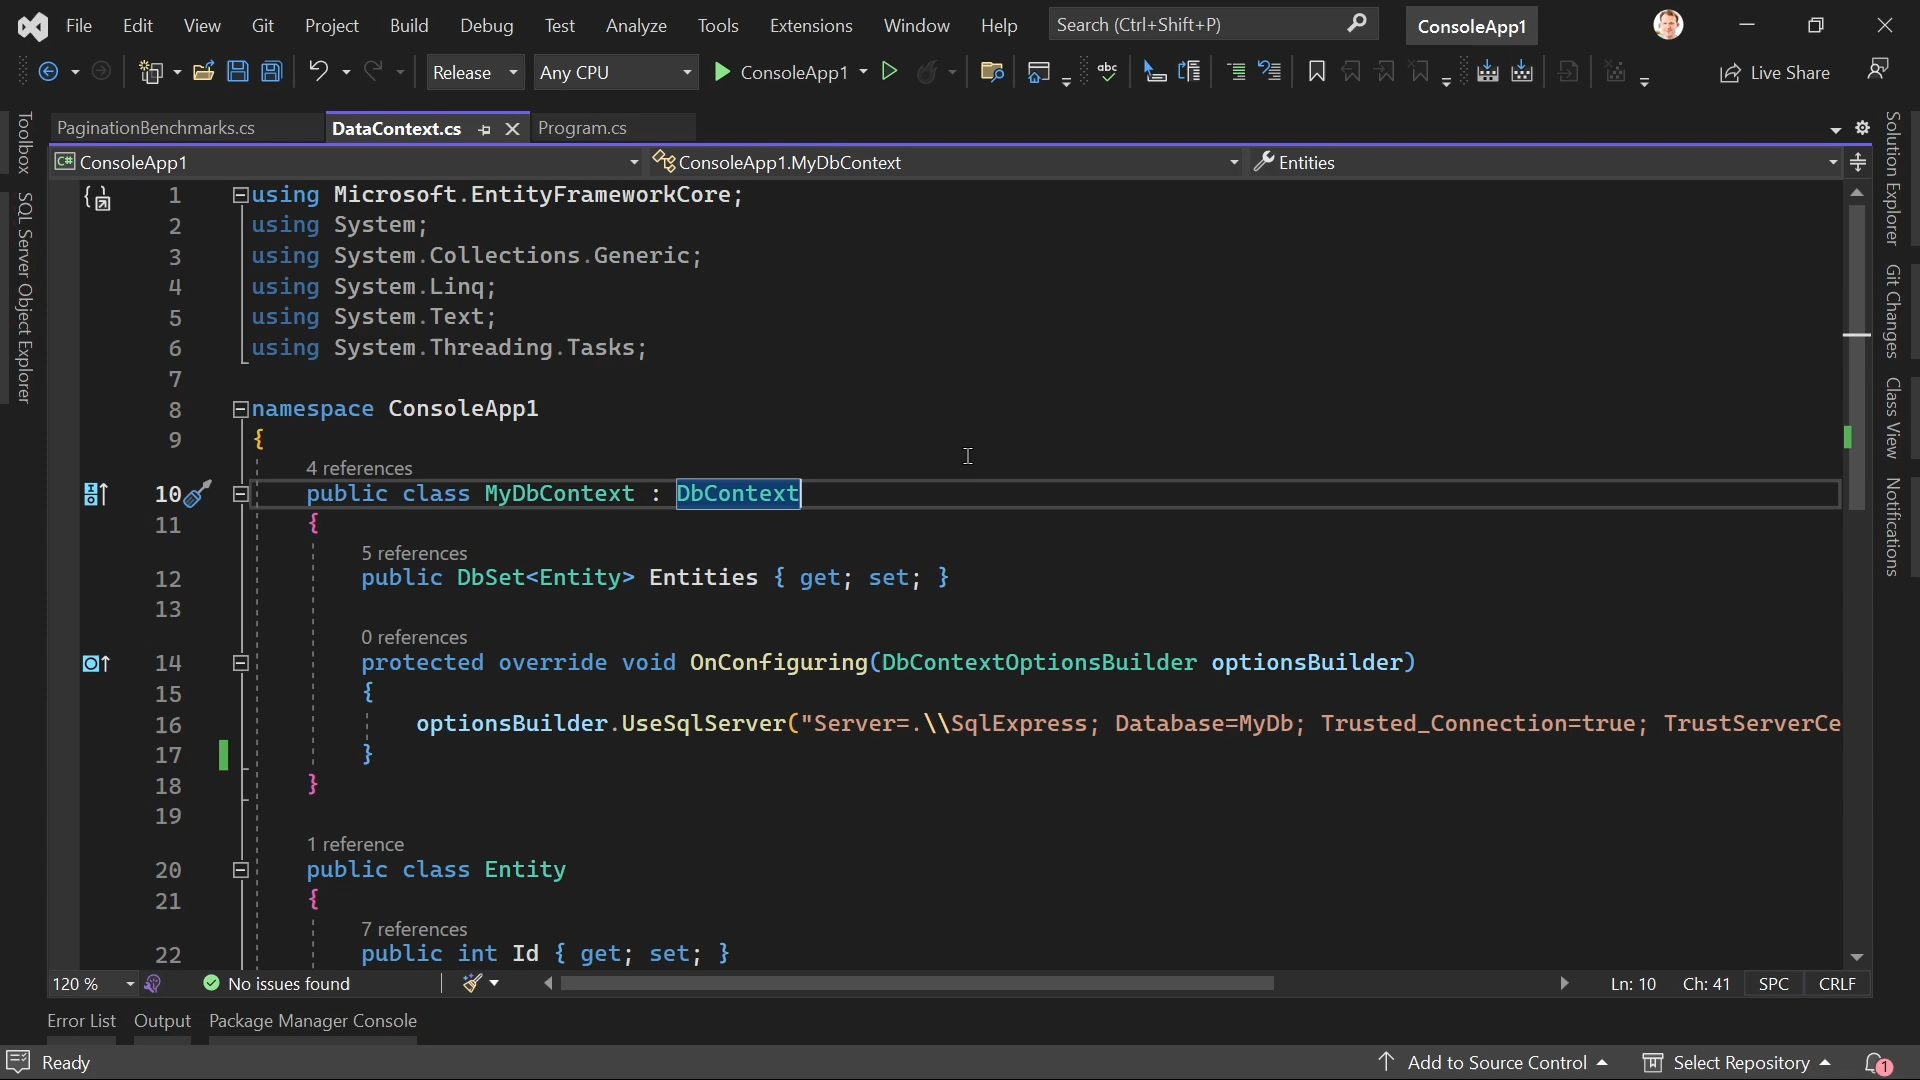 File Edit View Git Project Build Debug Test Analyze Tools Extensions Window Help Search (Ctrl+Shift+P) ConsoleApp1
Release Any CPU ConsoleApp1 abc Live Share
PaginationBenchmarks.cs DataContext.cs Program.cs
C# ConsoleApp1 ConsoleApp1.MyDbContext Entities
Toolbox
SQL Server Object Explorer
1 using Microsoft.EntityFrameworkCore;
2 using System;
3 using System.Collections.Generic;
4 using System.Linq;
5 using System.Text;
6 using System.Threading.Tasks;
7
8 namespace ConsoleApp1
9 {
4 references
10 public class MyDbContext : DbContext
11 {
5 references
12 public DbSet<Entity> Entities { get; set; }
13
0 references
14 protected override void OnConfiguring(DbContextOptionsBuilder optionsBuilder)
15 {
16 optionsBuilder.UseSqlServer("Server=.\\SqlExpress; Database=MyDb; Trusted_Connection=true; TrustServerCe
17 }
18 }
19
1 reference
20 public class Entity
21 {
7 references
22 public int Id { get; set; }
Solution Explorer
Git Changes
Class View
Notifications
120 % No issues found Ln: 10 Ch: 41 SPC CRLF
Error List Output Package Manager Console
Ready Add to Source Control Select Repository 1